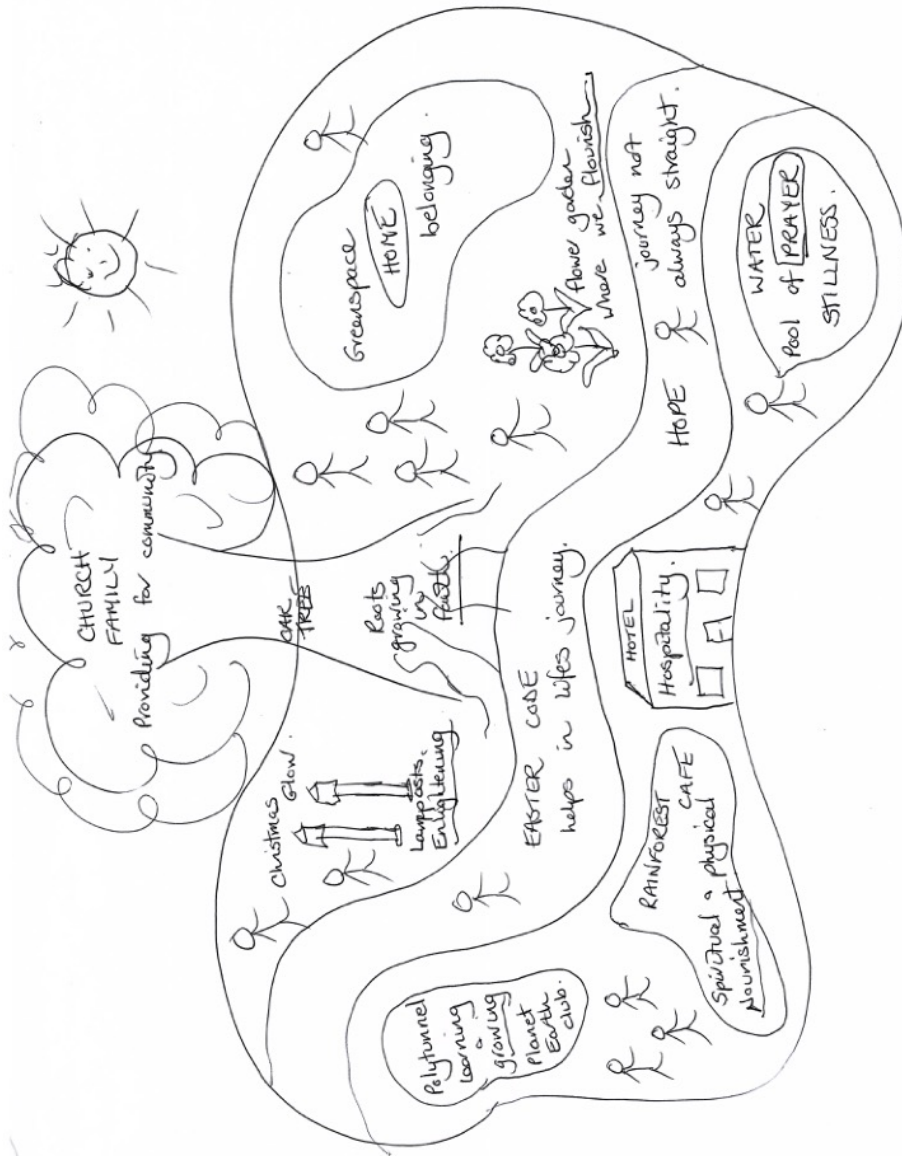 CHURCH
FAMILY
Providing for community
OAK
TREE
Roots
growing
in
faith
Christmas Glow.
Lampposts.
Enlightening
Greenspace
HOME
belonging
flower garden
where we flourish
EASTER CODE
helps in lifes journey.
HOPE
journey not
always straight.
Polytunnel
Learning
&
growing
Planet
Earth
club.
RAINFOREST
CAFE
Spiritual & physical
Nourishment
HOTEL
Hospitality.
WATER
Pool of PRAYER
STILLNESS.